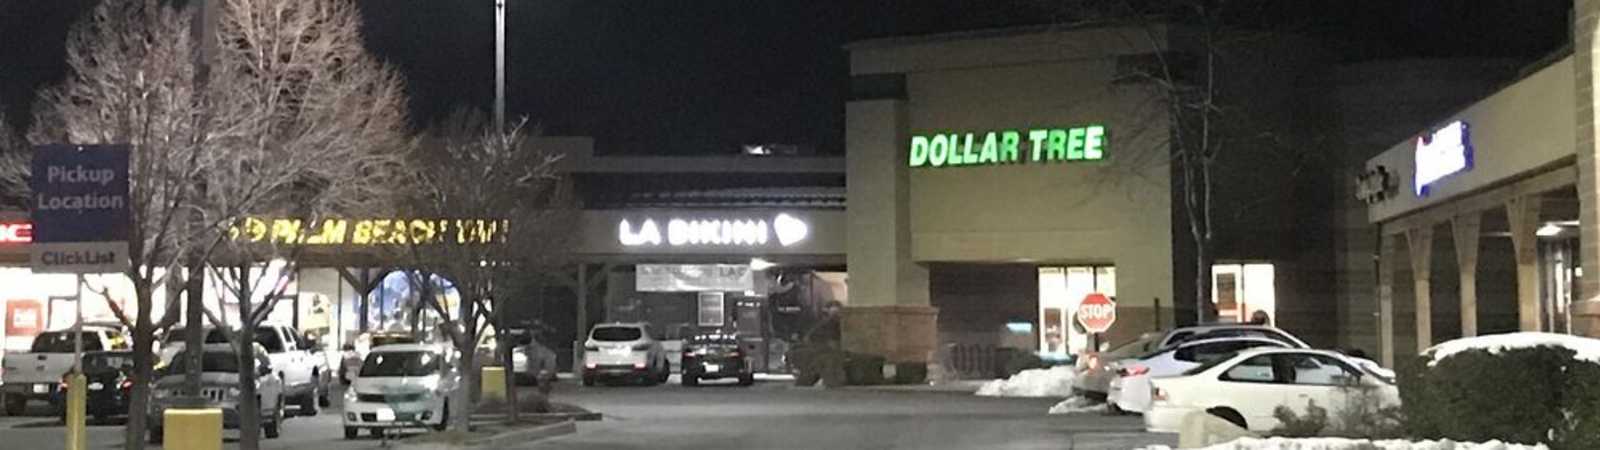 Pickup
Location
ClickList
PALM BEACH TAN
LA BIKINI
DOLLAR TREE
STOP